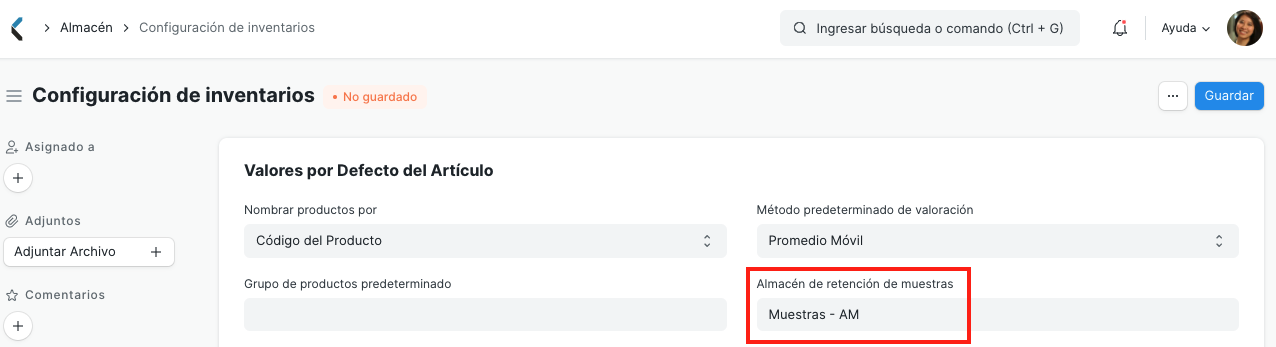 Almacén
Configuración de inventarios
Ingresar búsqueda o comando (Ctrl + G)
Ayuda
Configuración de inventarios
• No guardado
...
Guardar
Asignado a
+
Adjuntos
Adjuntar Archivo +
Comentarios
+
Valores por Defecto del Artículo
Nombrar productos por
Código del Producto
Método predeterminado de valoración
Promedio Móvil
Grupo de productos predeterminado
Almacén de retención de muestras
Muestras - AM